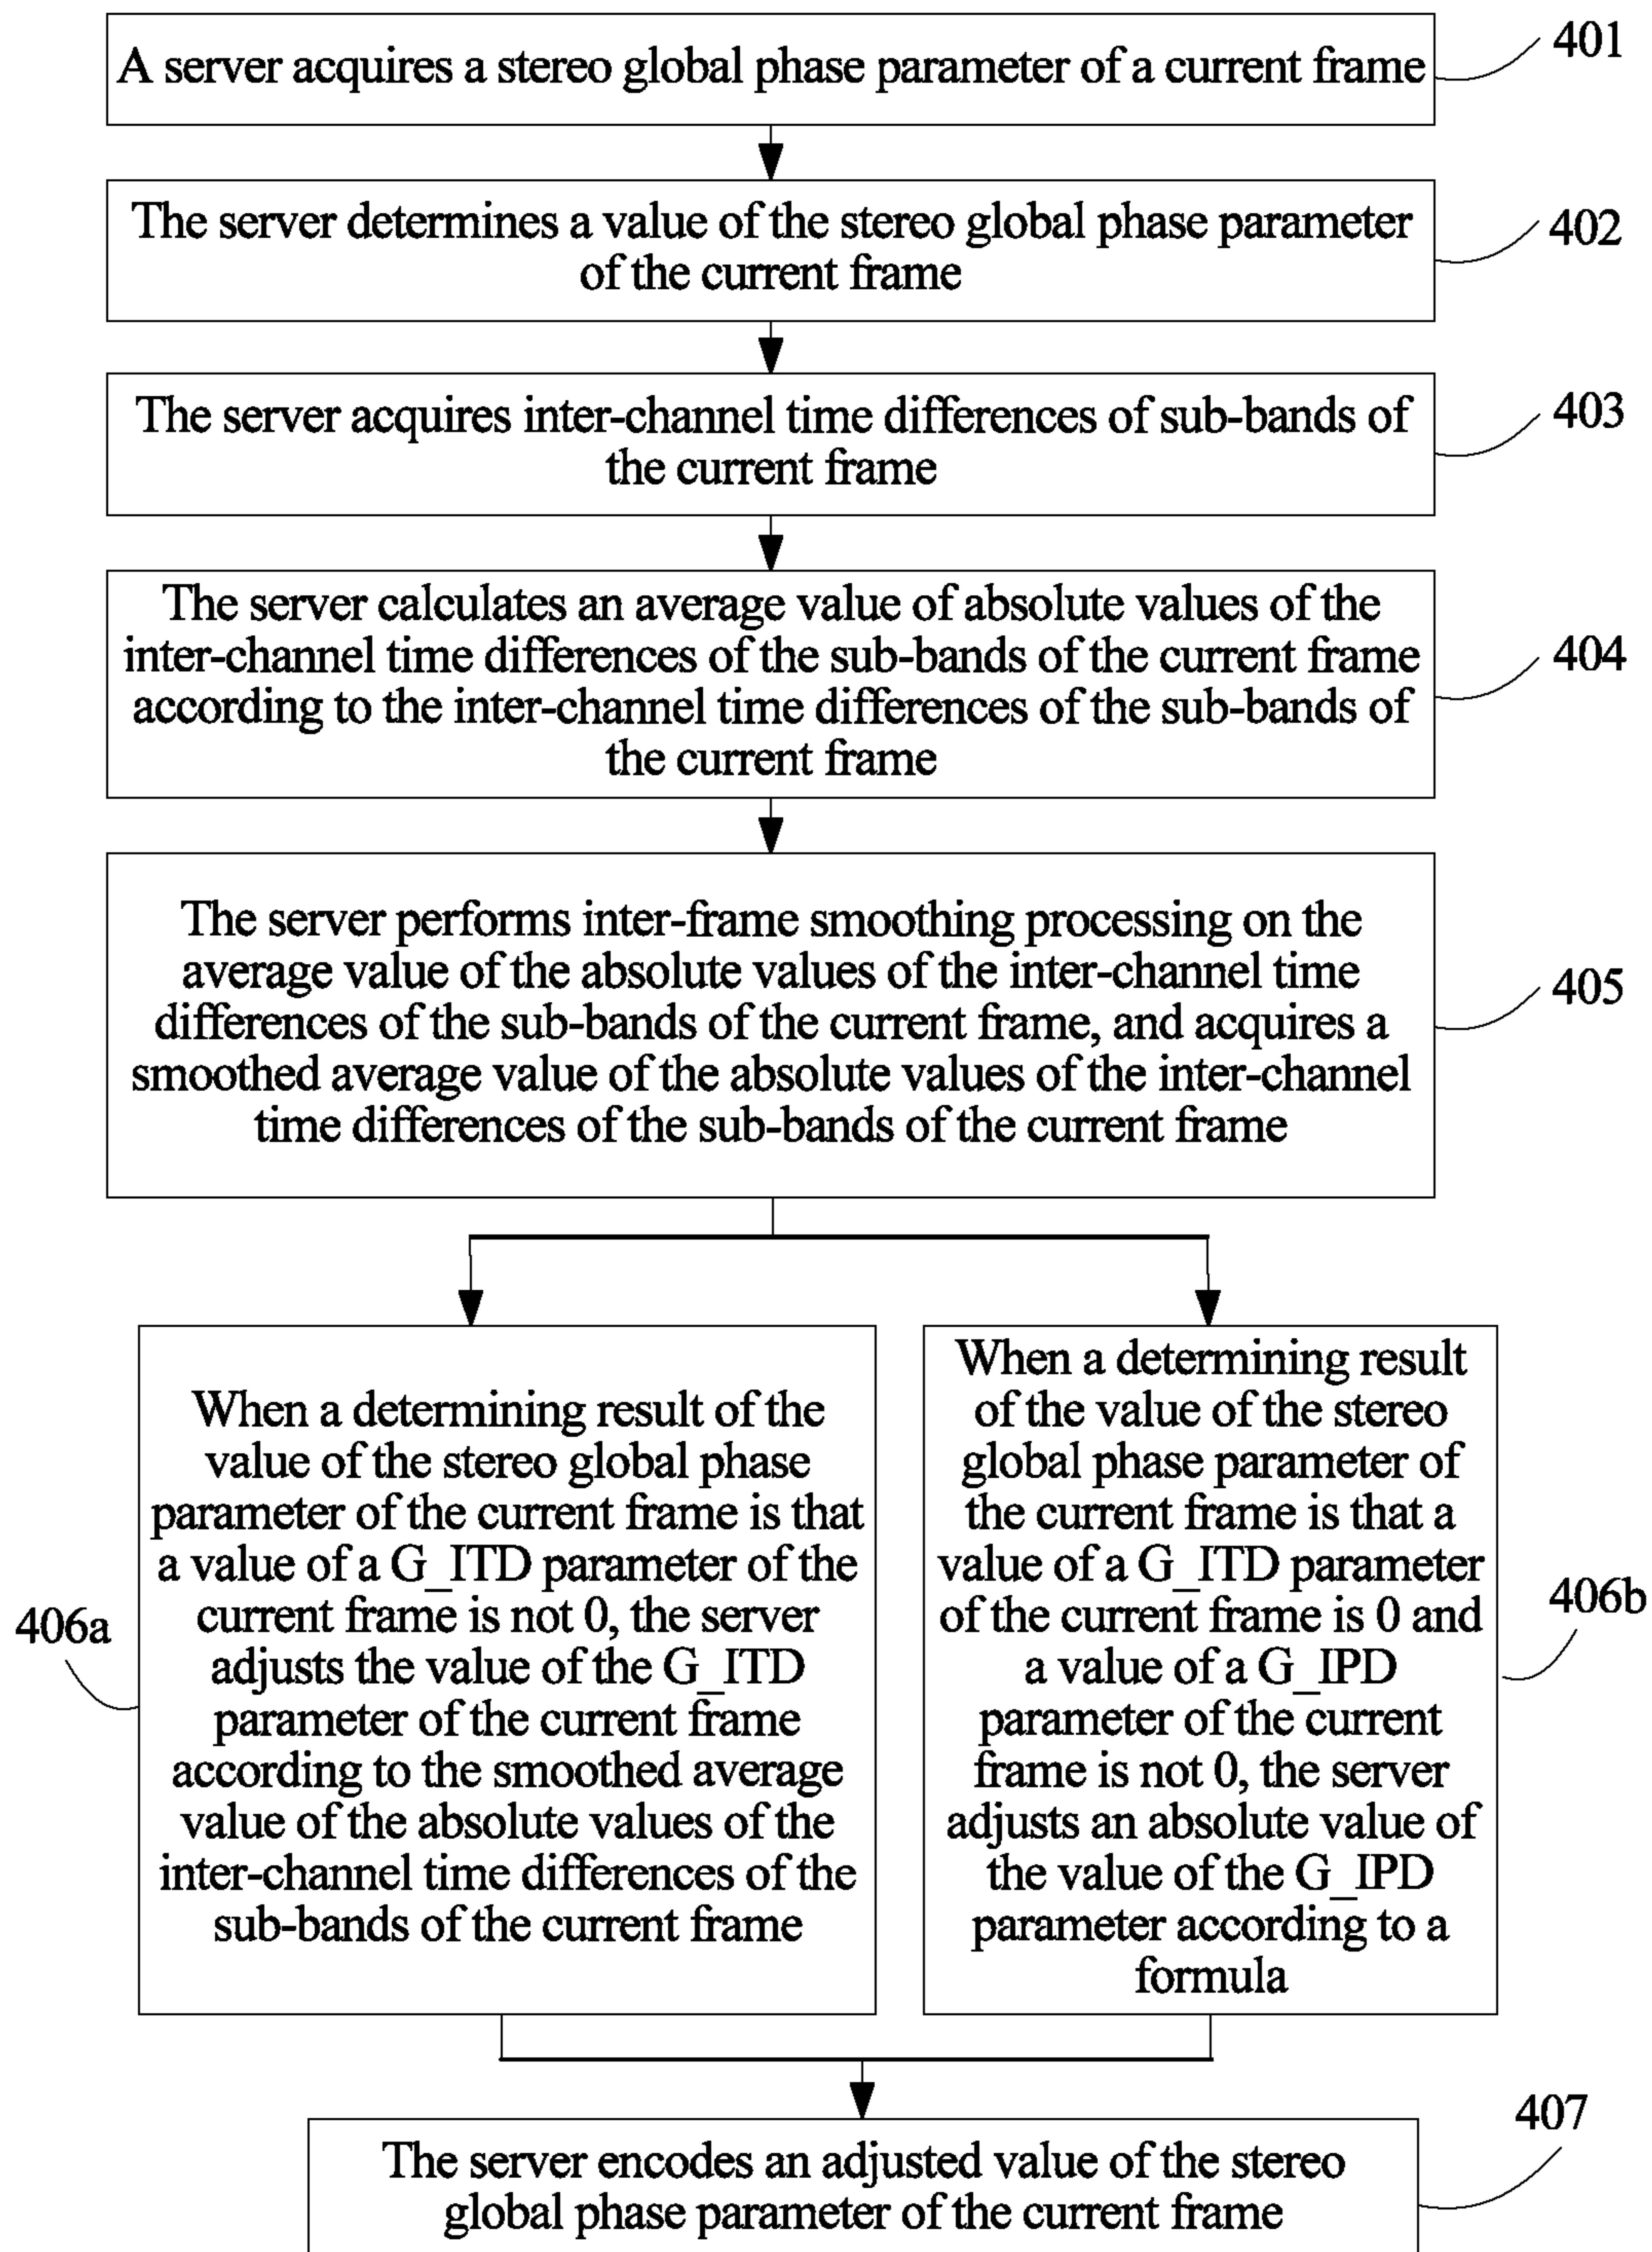 A server acquires a stereo global phase parameter of a current frame
401
The server determines a value of the stereo global phase parameter
of the current frame
402
The server acquires inter-channel time differences of sub-bands of
the current frame
403
The server calculates an average value of absolute values of the
inter-channel time differences of the sub-bands of the current frame
according to the inter-channel time differences of the sub-bands of
the current frame
404
The server performs inter-frame smoothing processing on the
average value of the absolute values of the inter-channel time
differences of the sub-bands of the current frame, and acquires a
smoothed average value of the absolute values of the inter-channel
time differences of the sub-bands of the current frame
405
406a
When a determining result of the
value of the stereo global phase
parameter of the current frame is that
a value of a G_ITD parameter of the
current frame is not 0, the server
adjusts the value of the G_ITD
parameter of the current frame
according to the smoothed average
value of the absolute values of the
inter-channel time differences of the
sub-bands of the current frame
When a determining result
of the value of the stereo
global phase parameter of
the current frame is that a
value of a G_ITD parameter
of the current frame is 0 and
a value of a G_IPD
parameter of the current
frame is not 0, the server
adjusts an absolute value of
the value of the G_IPD
parameter according to a
formula
406b
The server encodes an adjusted value of the stereo
global phase parameter of the current frame
407